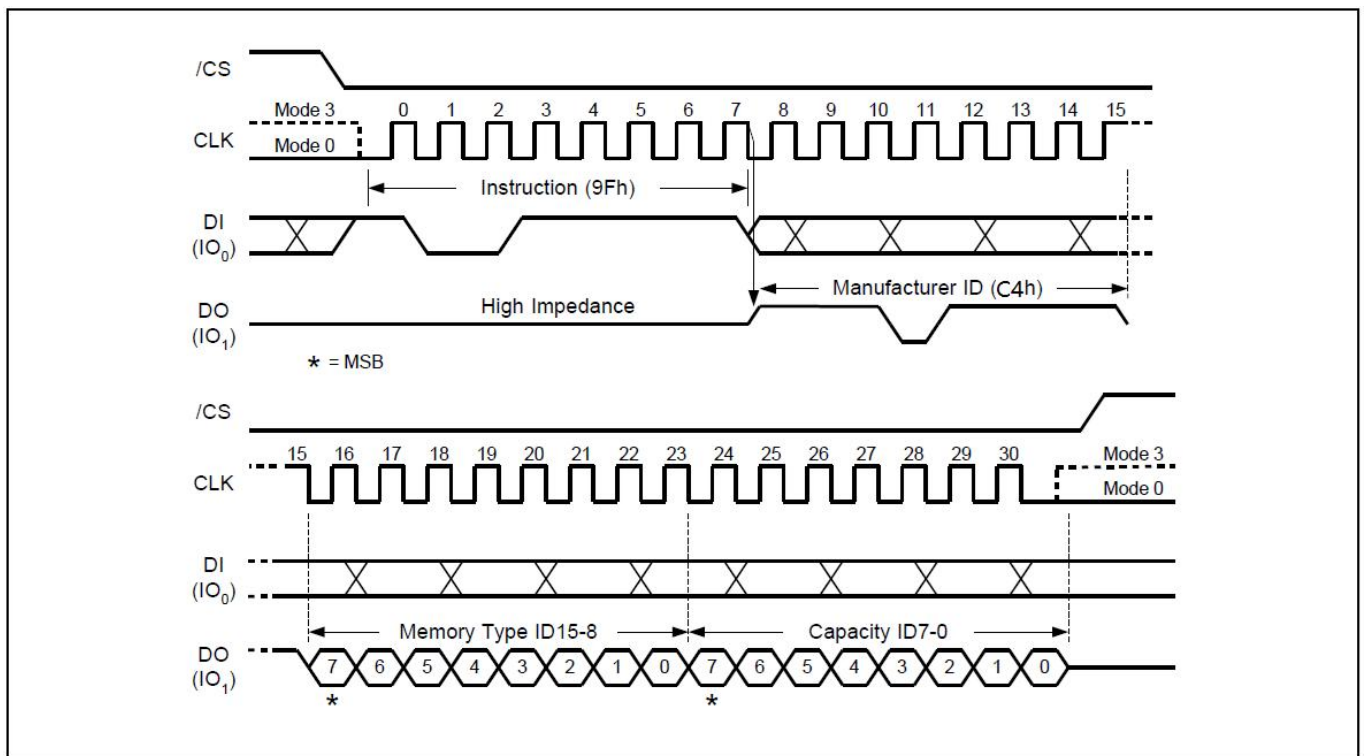 /CS
Mode 3 0 1 2 3 4 5 6 7 8 9 10 11 12 13 14 15
CLK
Mode 0
Instruction (9Fh)
DI
(IO0)
Manufacturer ID (C4h)
High Impedance
DO
(IO1)
* = MSB
/CS
15 16 17 18 19 20 21 22 23 24 25 26 27 28 29 30 Mode 3
CLK
Mode 0
DI
(IO0)
Memory Type ID15-8 Capacity ID7-0
DO
(IO1)
7 6 5 4 3 2 1 0 7 6 5 4 3 2 1 0
* *